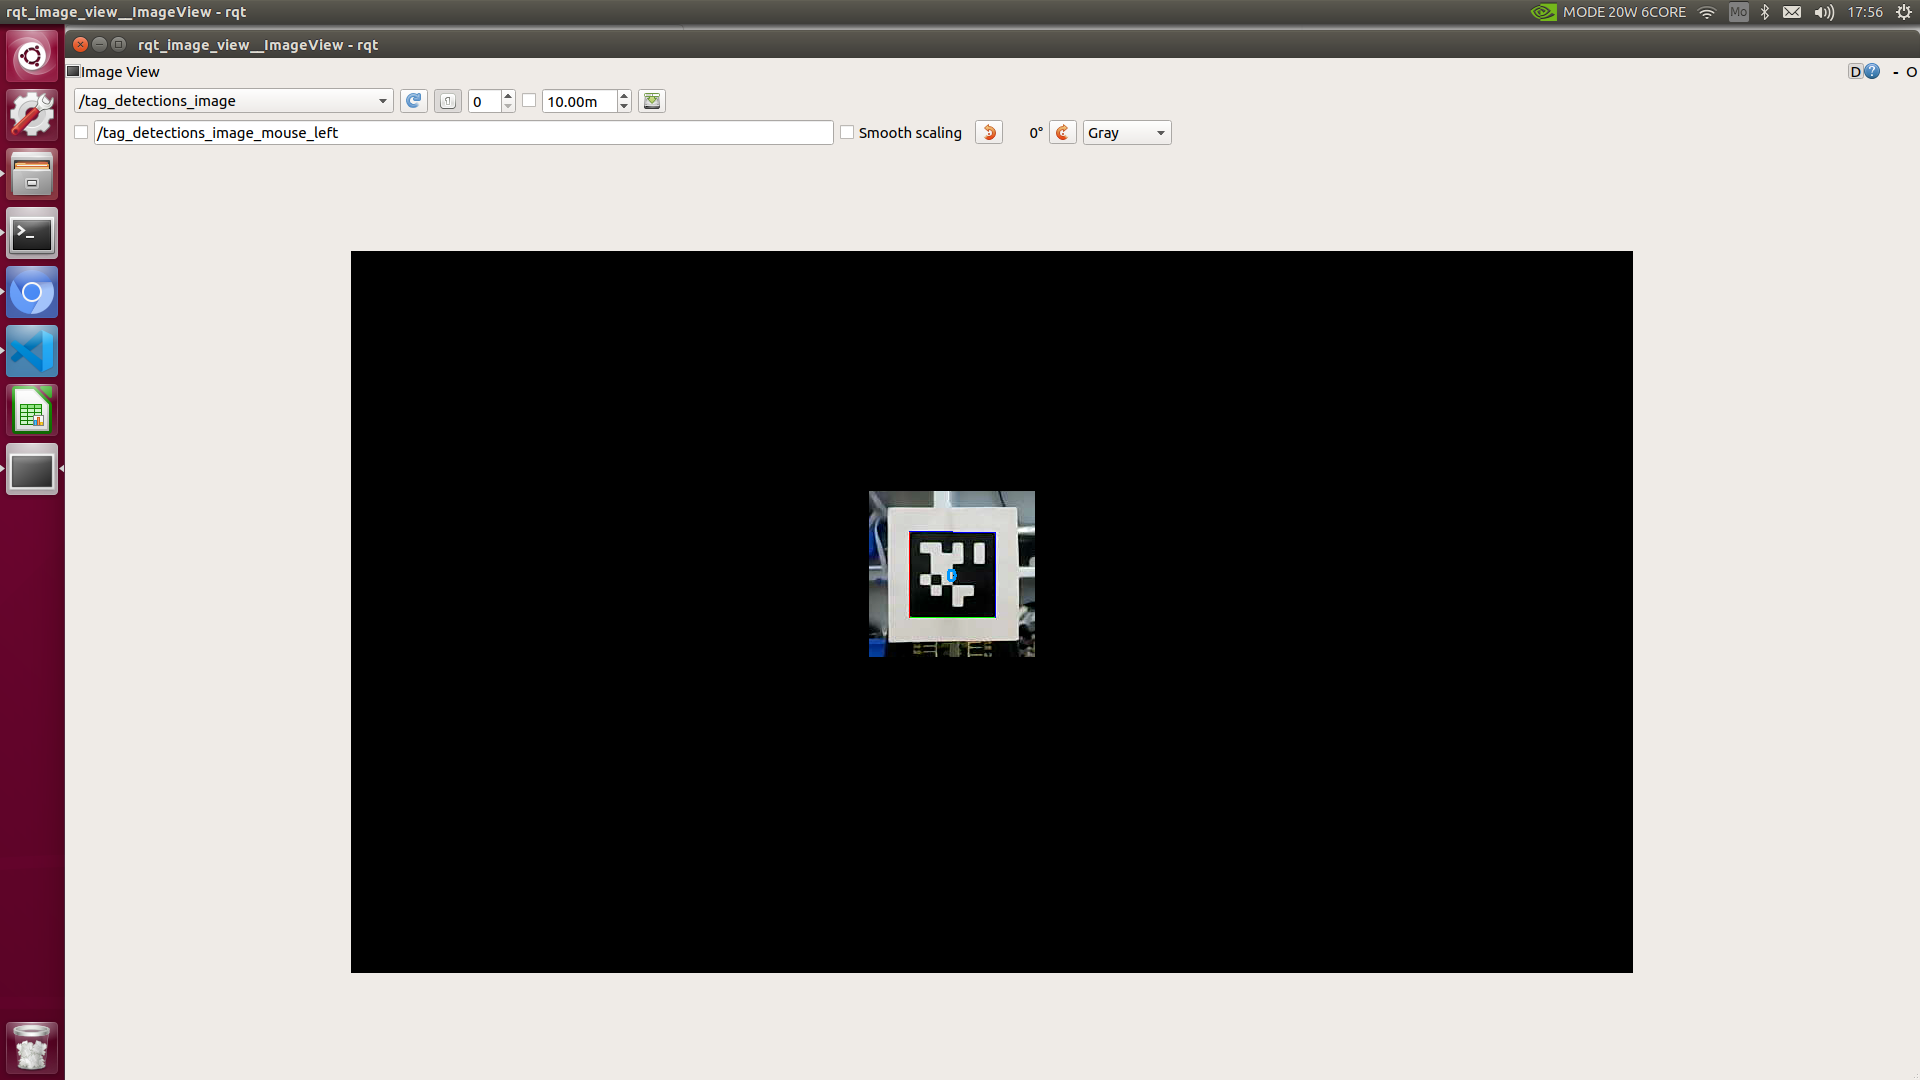 rqt_image_view__ImageView - rqt
MODE 20W 6CORE
Mo
17:56
rqt_image_view__ImageView - rqt
Image View
D
?
- O
/tag_detections_image
0
10.00m
/tag_detections_image_mouse_left
Smooth scaling
0°
Gray